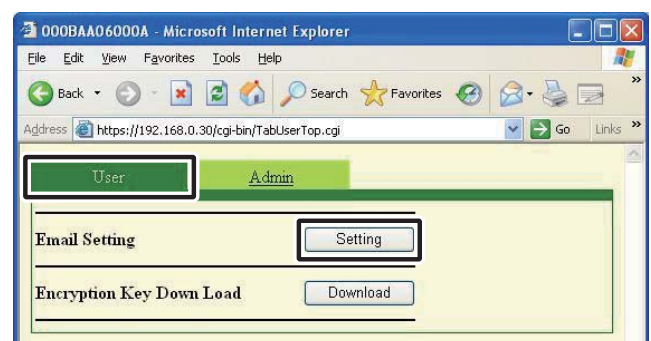 000BAA06000A - Microsoft Internet Explorer
File Edit View Favorites Tools Help
Back Search Favorites »
Address https://192.168.0.30/cgi-bin/TabUserTop.cgi Go Links »
User Admin
Email Setting Setting
Encryption Key Down Load Download